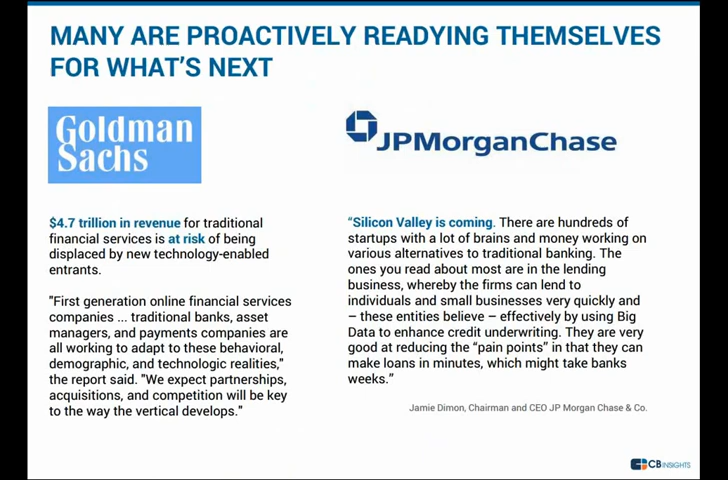 MANY ARE PROACTIVELY READYING THEMSELVES
FOR WHAT'S NEXT
Goldman
Sachs
JPMorganChase
$4.7 trillion in revenue for traditional
financial services is at risk of being
displaced by new technology-enabled
entrants.
"First generation online financial services
companies ... traditional banks, asset
managers, and payments companies are
all working to adapt to these behavioral,
demographic, and technologic realities,"
the report said. "We expect partnerships,
acquisitions, and competition will be key
to the way the vertical develops."
“Silicon Valley is coming. There are hundreds of
startups with a lot of brains and money working on
various alternatives to traditional banking. The
ones you read about most are in the lending
business, whereby the firms can lend to
individuals and small businesses very quickly and
– these entities believe – effectively by using Big
Data to enhance credit underwriting. They are very
good at reducing the “pain points” in that they can
make loans in minutes, which might take banks
weeks.”
Jamie Dimon, Chairman and CEO JP Morgan Chase & Co.
CBINSIGHTS